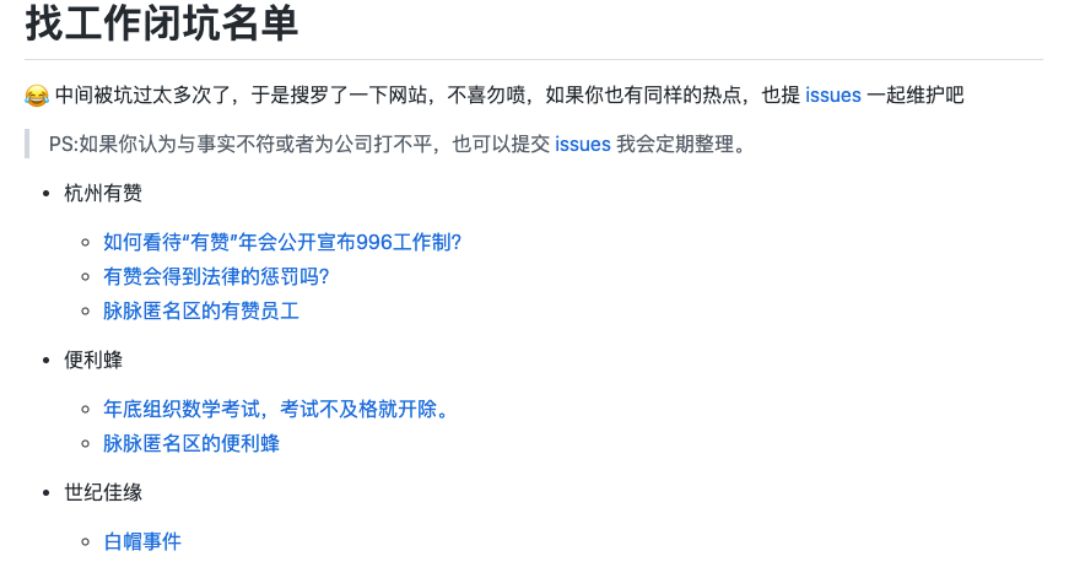 找工作闭坑名单
😂 中间被坑过太多次了，于是搜罗了一下网站，不喜勿喷，如果你也有同样的热点，也提 issues 一起维护吧
PS:如果你认为与事实不符或者为公司打不平，也可以提交 issues 我会定期整理。
杭州有赞
如何看待“有赞”年会公开宣布996工作制?
有赞会得到法律的惩罚吗?
脉脉匿名区的有赞员工
便利蜂
年底组织数学考试，考试不及格就开除。
脉脉匿名区的便利蜂
世纪佳缘
白帽事件